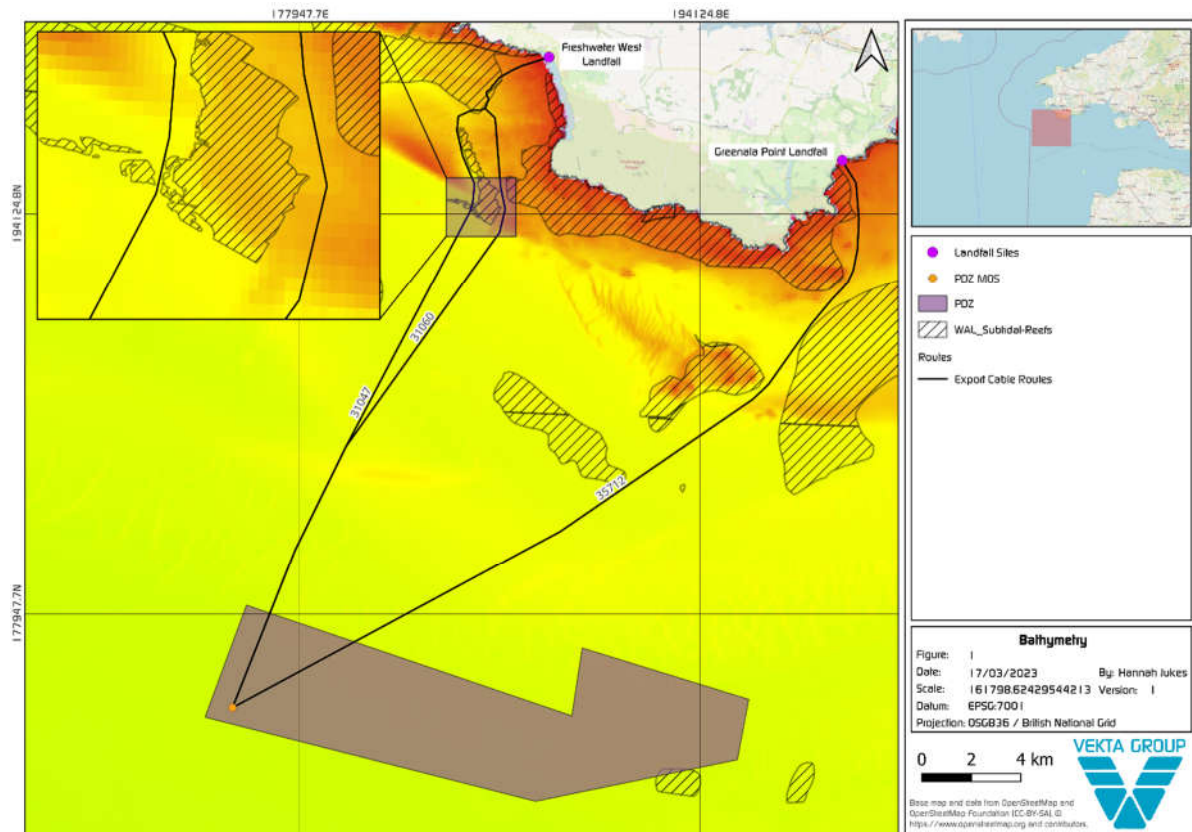 177947.7E
194124.8E
194124.8N
177947.7N
Freshwater West
Landfall
Greenala Point Landfall
31060
31047
35712
Landfall Sites
PDZ MOS
PDZ
WAL_Subtidal-Reefs
Routes
Export Cable Routes
Bathymetry
Figure: 1
Date: 17/03/2023 By: Hannah Jukes
Scale: 161798.62429544213 Version: 1
Datum: EPSG:7001
Projection: OSGB36 / British National Grid
0 2 4 km
VEKTA GROUP
Base map and data from OpenStreetMap and
OpenStreetMap Foundation (CC-BY-SA). ©
https://www.openstreetmap.org and contributors.